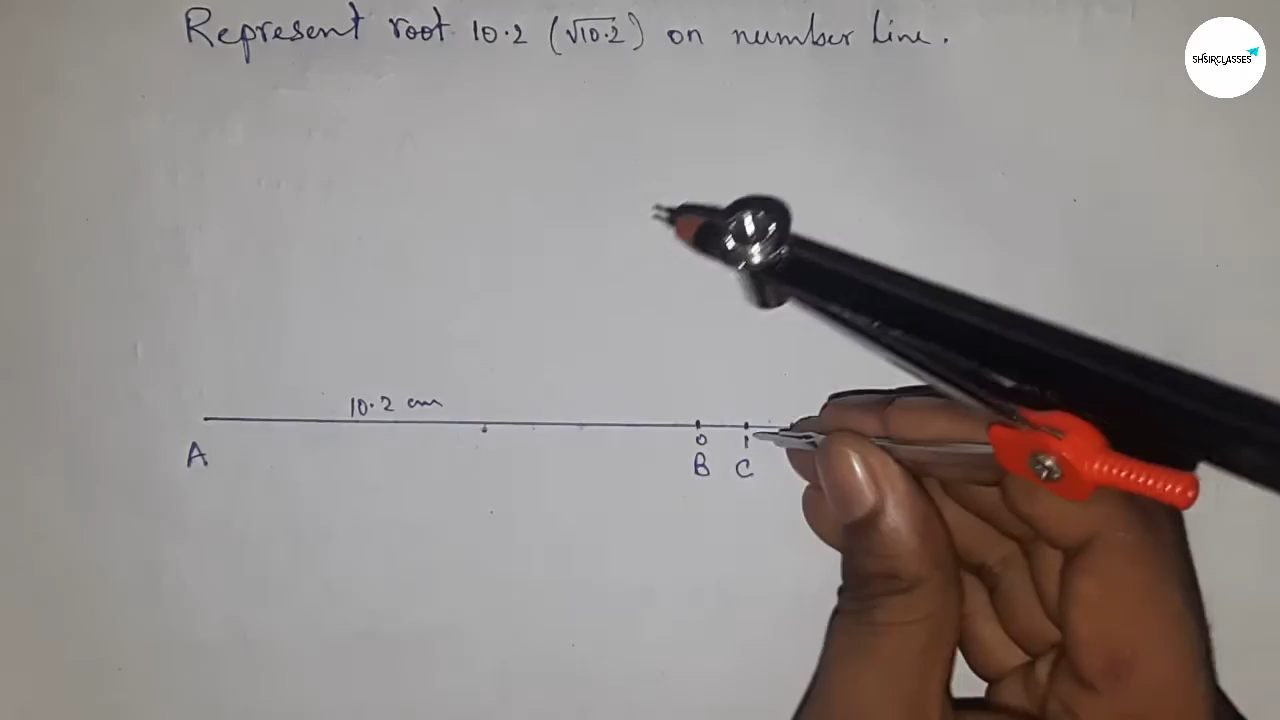 Represent root 10.2 (√10.2) on number line.
SHSIRCLASSES
10.2 cm
0 1
A B C